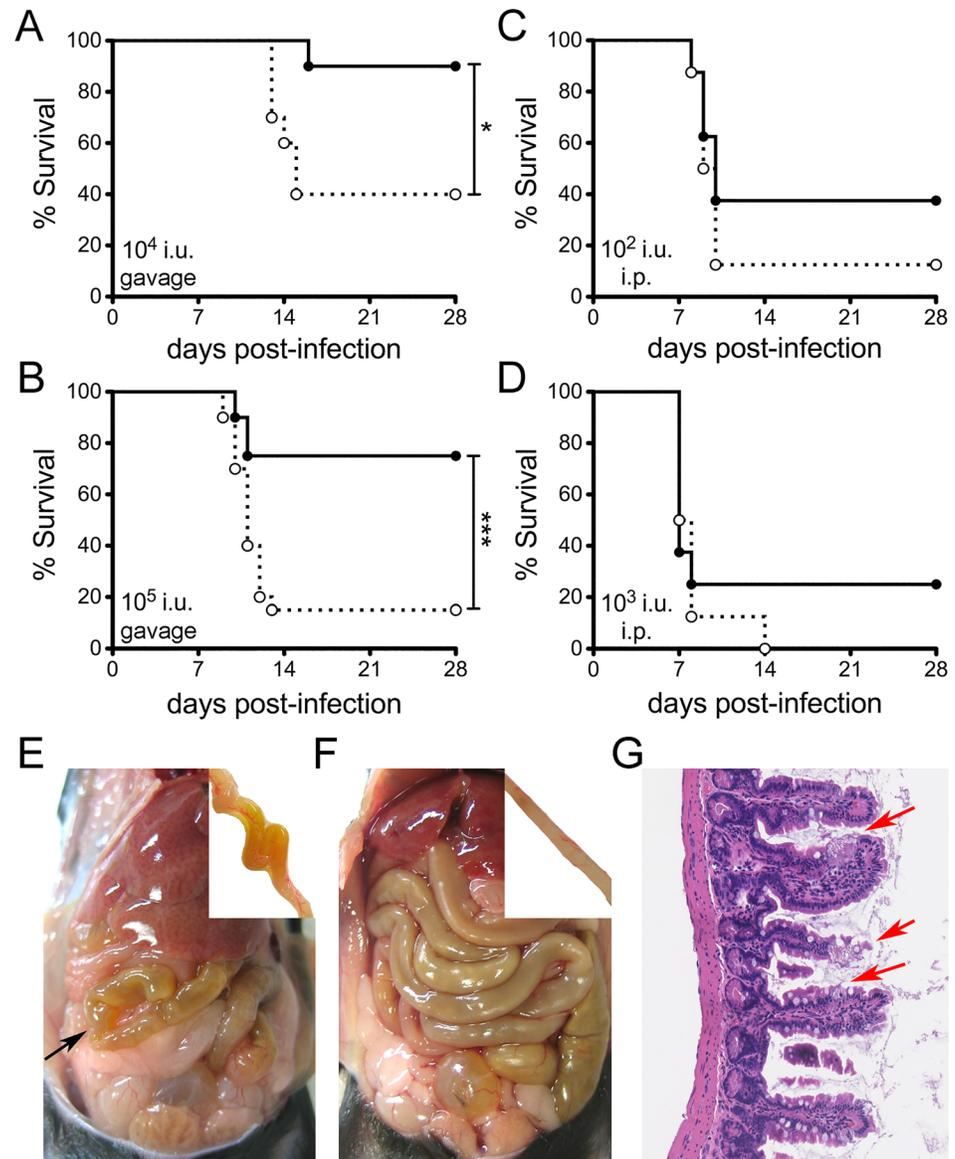 A
100
80
60
40
20
0
% Survival
10⁴ i.u.
gavage
*
0 7 14 21 28
days post-infection
C
100
80
60
40
20
0
% Survival
10² i.u.
i.p.
0 7 14 21 28
days post-infection
B
100
80
60
40
20
0
% Survival
10⁵ i.u.
gavage
***
0 7 14 21 28
days post-infection
D
100
80
60
40
20
0
% Survival
10³ i.u.
i.p.
0 7 14 21 28
days post-infection
E
F
G